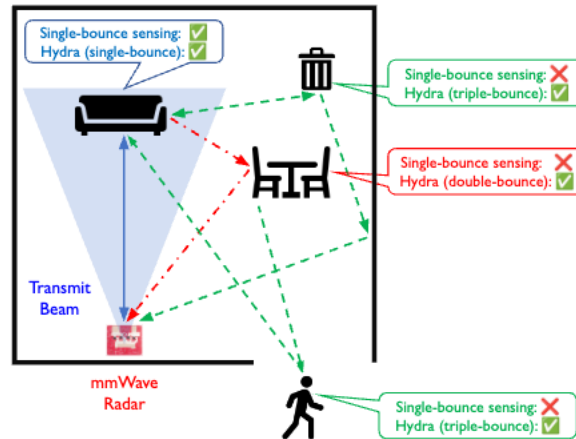 Single-bounce sensing: ✅
Hydra (single-bounce): ✅
Single-bounce sensing: ❌
Hydra (triple-bounce): ✅
Single-bounce sensing: ❌
Hydra (double-bounce): ✅
Transmit
Beam
mmWave
Radar
Single-bounce sensing: ❌
Hydra (triple-bounce): ✅